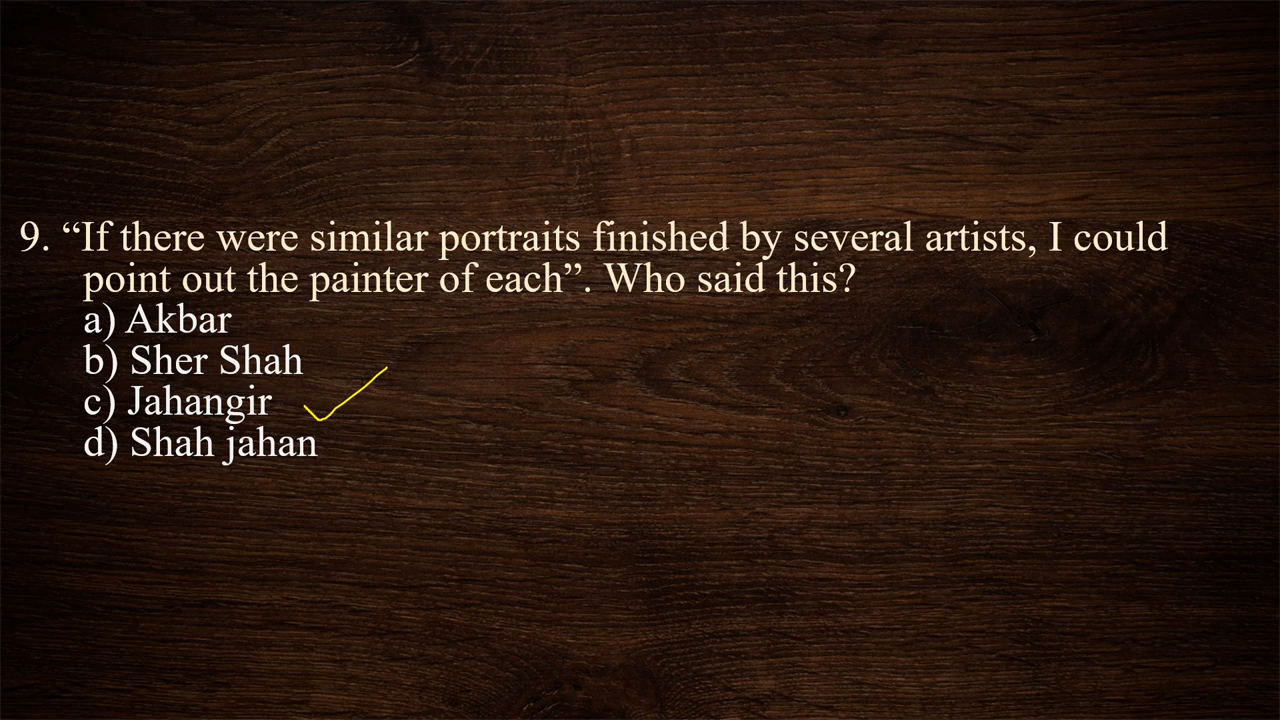 9. “If there were similar portraits finished by several artists, I could
point out the painter of each”. Who said this?
a) Akbar
b) Sher Shah
c) Jahangir
d) Shah jahan